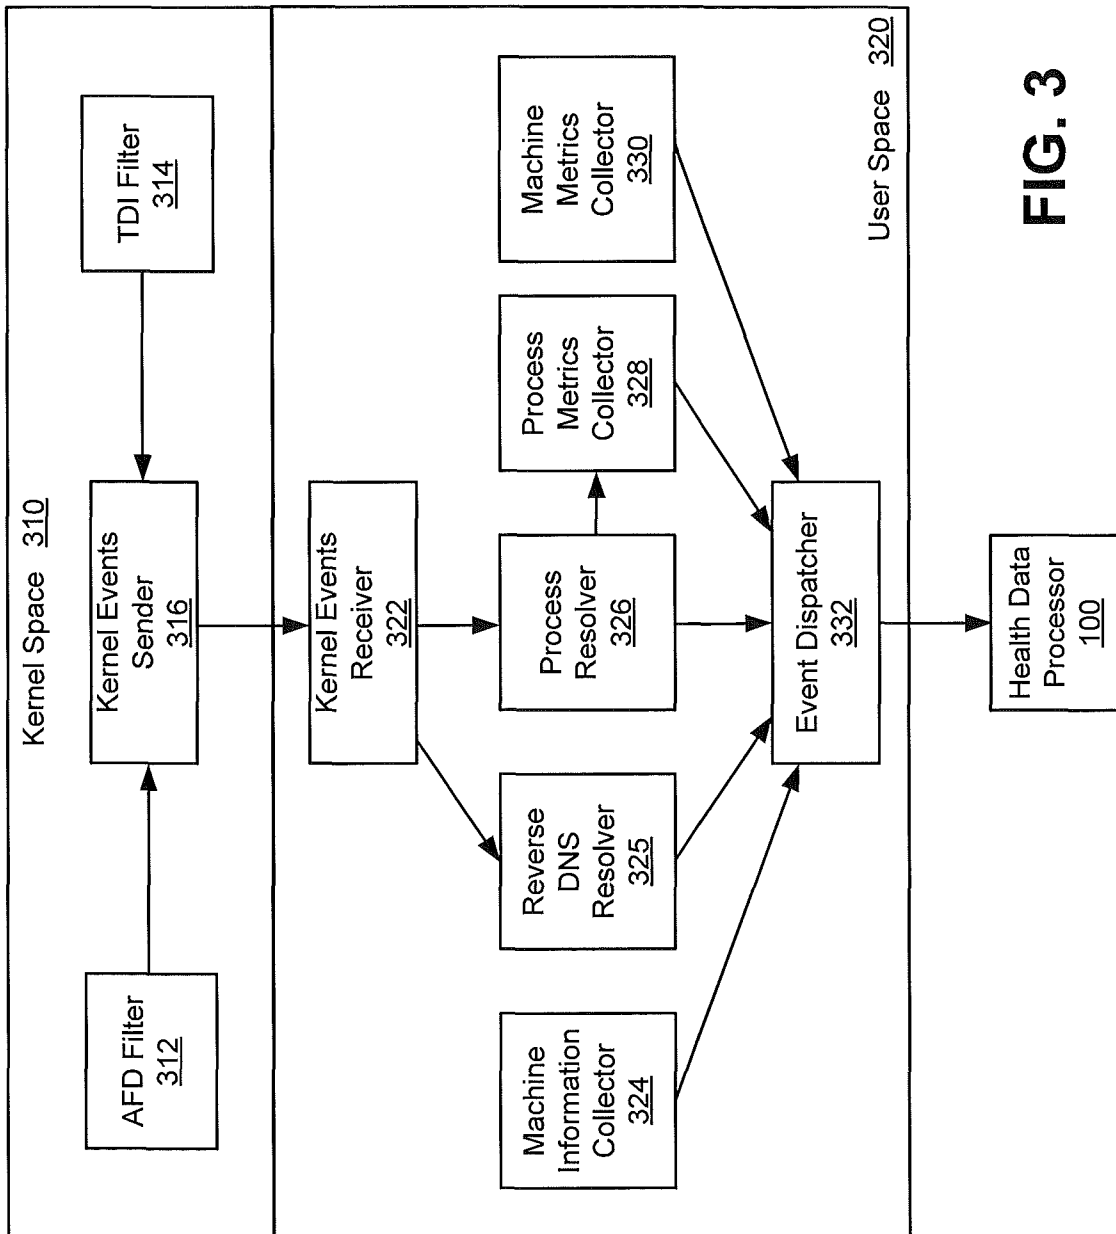 Kernel Space 310
AFD Filter
312
Kernel Events
Sender
316
TDI Filter
314
Kernel Events
Receiver
322
Machine
Information
Collector
324
Reverse
DNS
Resolver
325
Process
Resolver
326
Process
Metrics
Collector
328
Machine
Metrics
Collector
330
Event Dispatcher
332
User Space 320
Health Data
Processor
100
FIG. 3